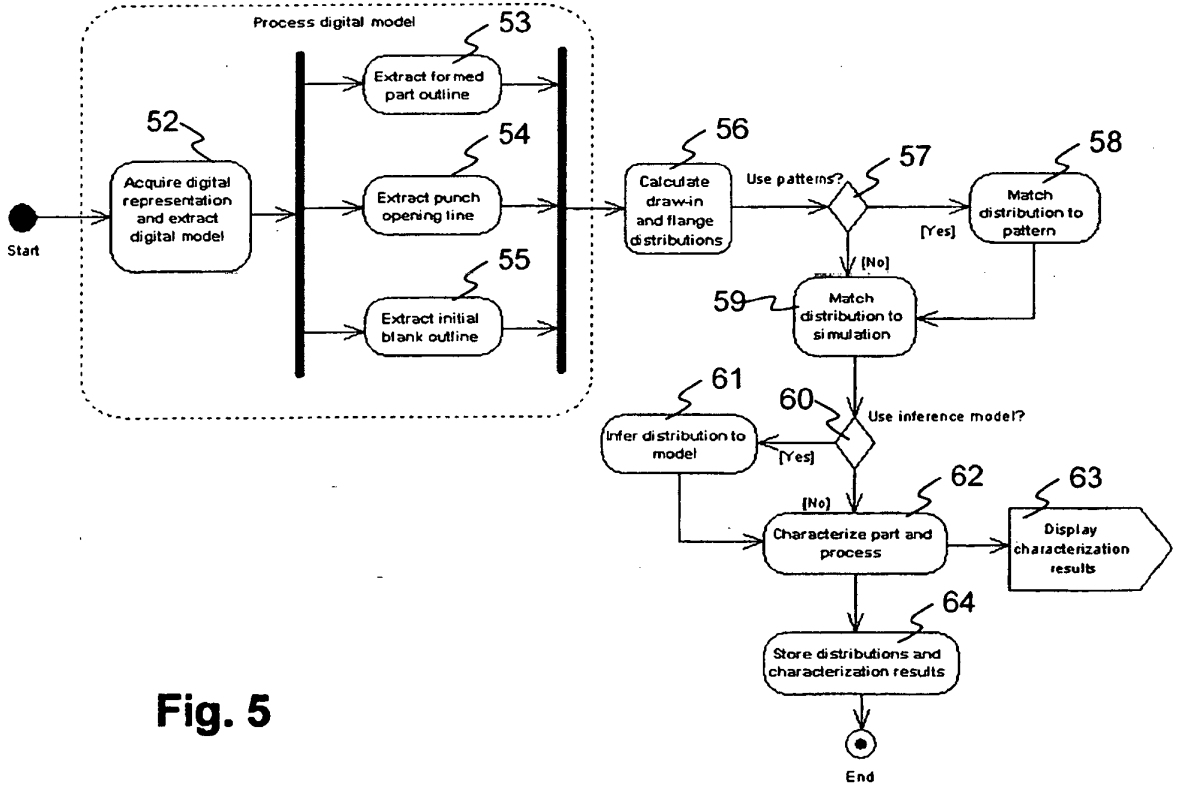 Process digital model
53
Extract formed
part outline
52
Acquire digital
representation
and extract
digital model
Start
54
Extract punch
opening line
55
Extract initial
blank outline
56
Calculate
draw-in
and flange
distributions
Use patterns?
57
[Yes]
[No]
58
Match
distribution to
pattern
59
Match
distribution to
simulation
60
Use inference model?
[Yes]
[No]
61
Infer distribution to
model
62
Characterize part and
process
63
Display
characterization
results
64
Store distributions and
characterization results
End
Fig. 5